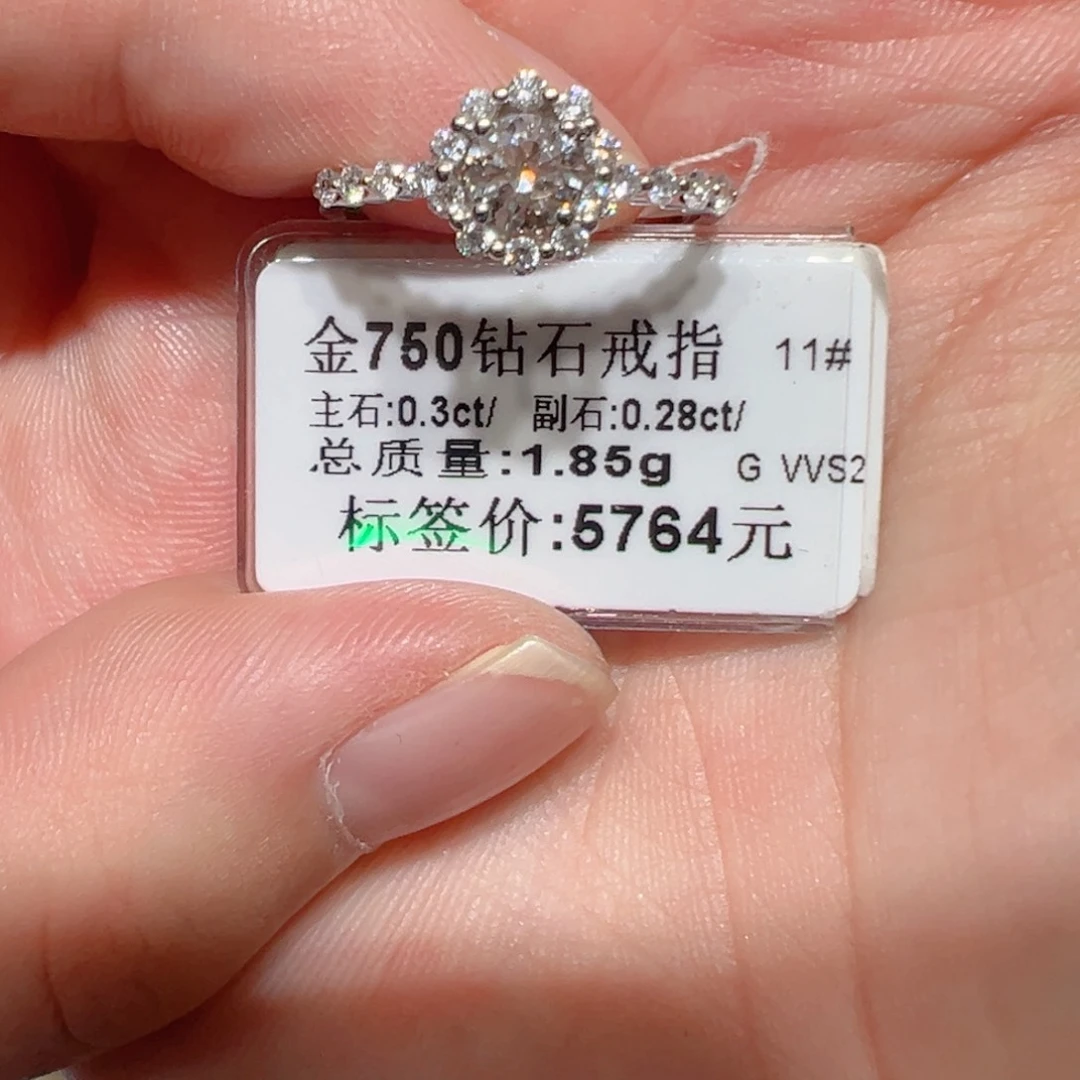 金750钻石戒指 11#
主石:0.3ct/ 副石:0.28ct/
总质量:1.85g G VVS2
标签价:5764元